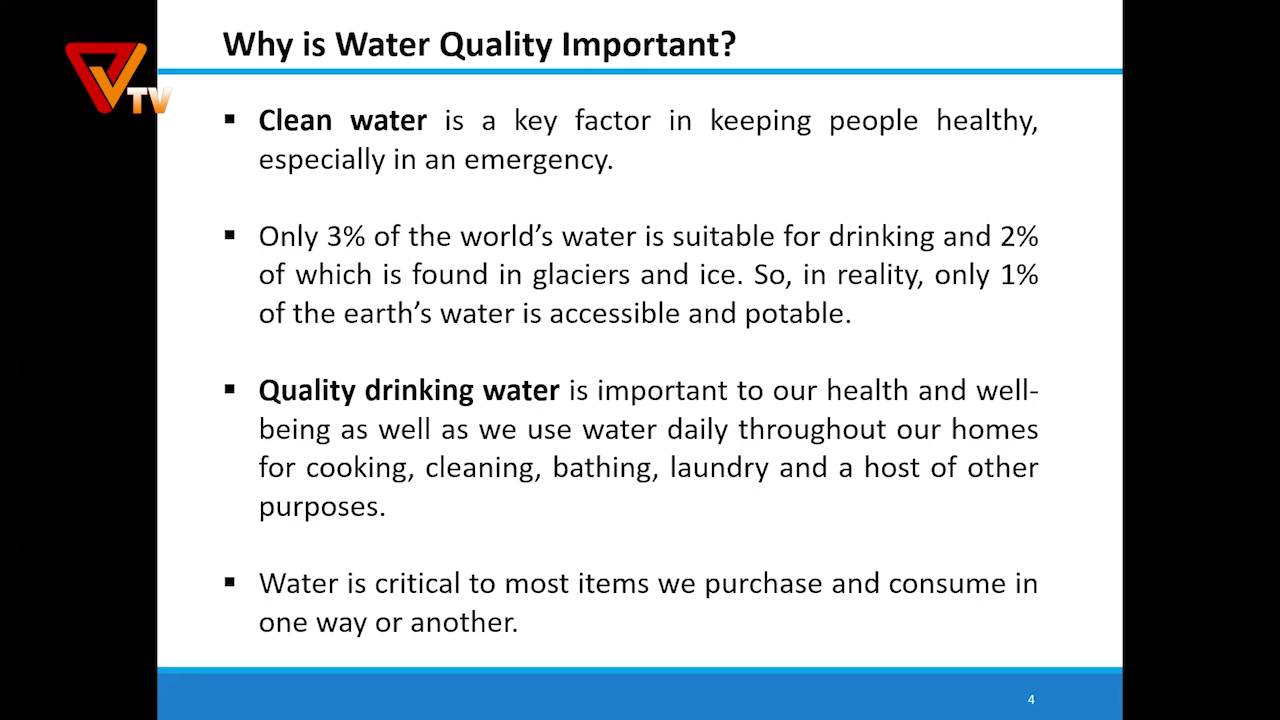 Why is Water Quality Important?
TV
▪ Clean water is a key factor in keeping people healthy,
especially in an emergency.
▪ Only 3% of the world’s water is suitable for drinking and 2%
of which is found in glaciers and ice. So, in reality, only 1%
of the earth’s water is accessible and potable.
▪ Quality drinking water is important to our health and well-
being as well as we use water daily throughout our homes
for cooking, cleaning, bathing, laundry and a host of other
purposes.
▪ Water is critical to most items we purchase and consume in
one way or another.
4